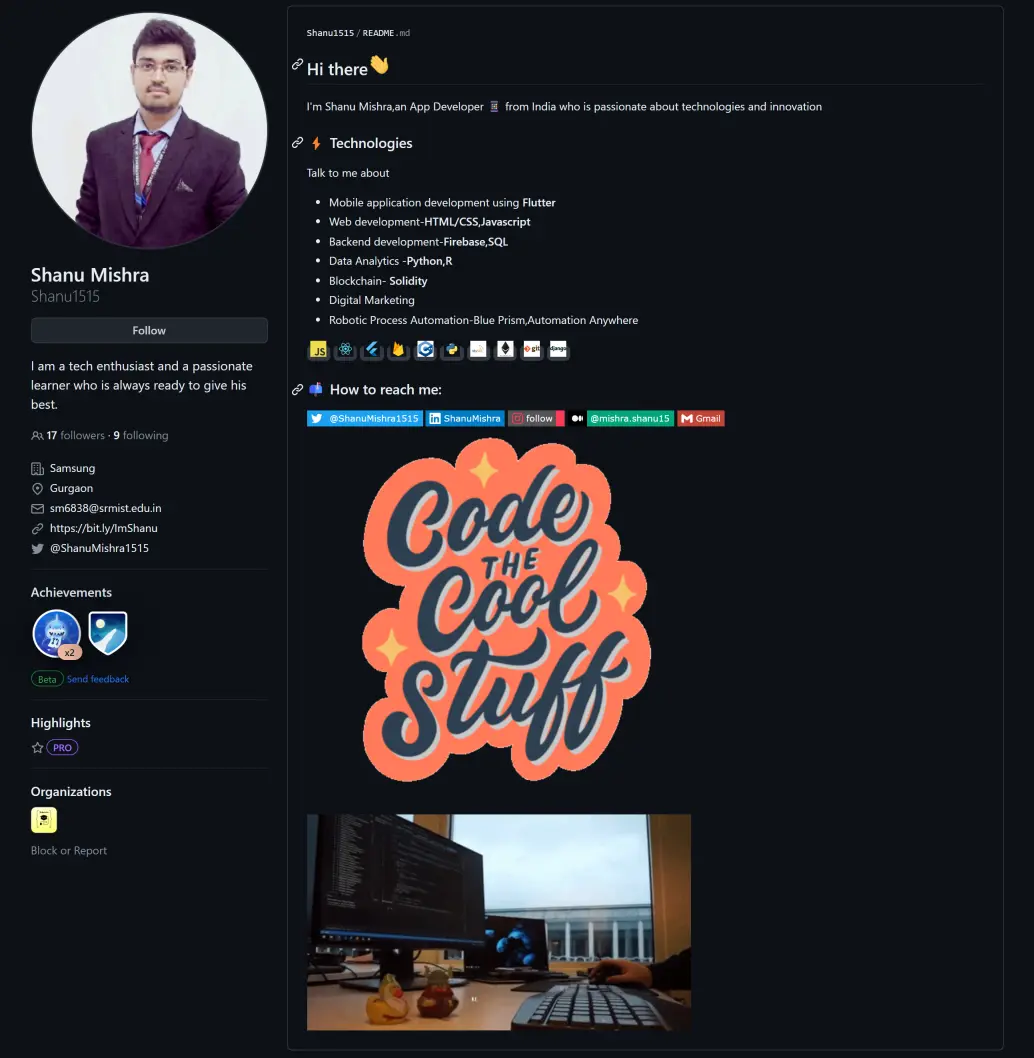 Shanu1515 / README.md
Hi there
I'm Shanu Mishra,an App Developer from India who is passionate about technologies and innovation
Technologies
Talk to me about
Mobile application development using Flutter
Web development-HTML/CSS,Javascript
Backend development-Firebase,SQL
Data Analytics -Python,R
Blockchain- Solidity
Digital Marketing
Robotic Process Automation-Blue Prism,Automation Anywhere
JS git django
How to reach me:
@ShanuMishra1515 in ShanuMishra follow @mishra.shanu15 Gmail
Code
THE
Cool
Stuff
Shanu Mishra
Shanu1515
Follow
I am a tech enthusiast and a passionate
learner who is always ready to give his
best.
17 followers · 9 following
Samsung
Gurgaon
sm6838@srmist.edu.in
https://bit.ly/ImShanu
@ShanuMishra1515
Achievements
x2
Beta Send feedback
Highlights
PRO
Organizations
Block or Report